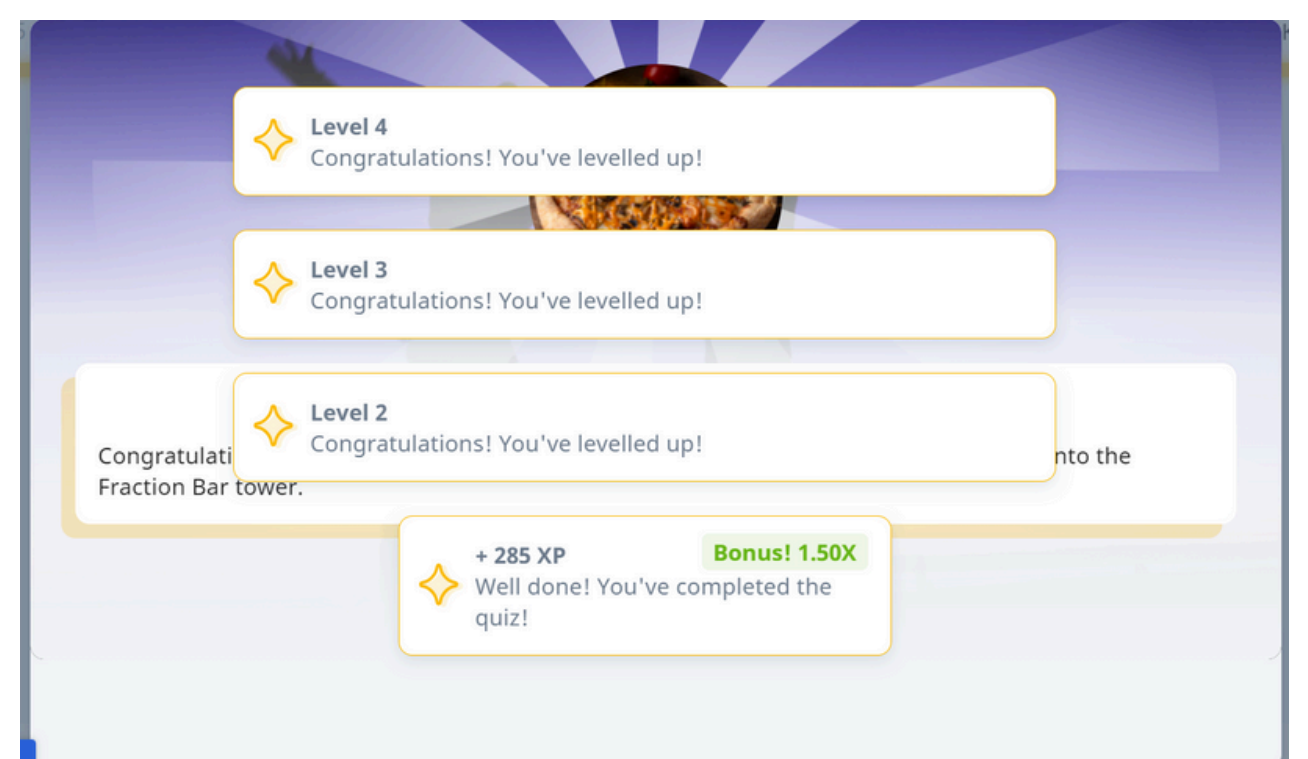 Level 4
Congratulations! You've levelled up!
Level 3
Congratulations! You've levelled up!
Level 2
Congratulations! You've levelled up!
nto the
Fraction Bar tower.
+ 285 XP
Bonus! 1.50X
Well done! You've completed the
quiz!